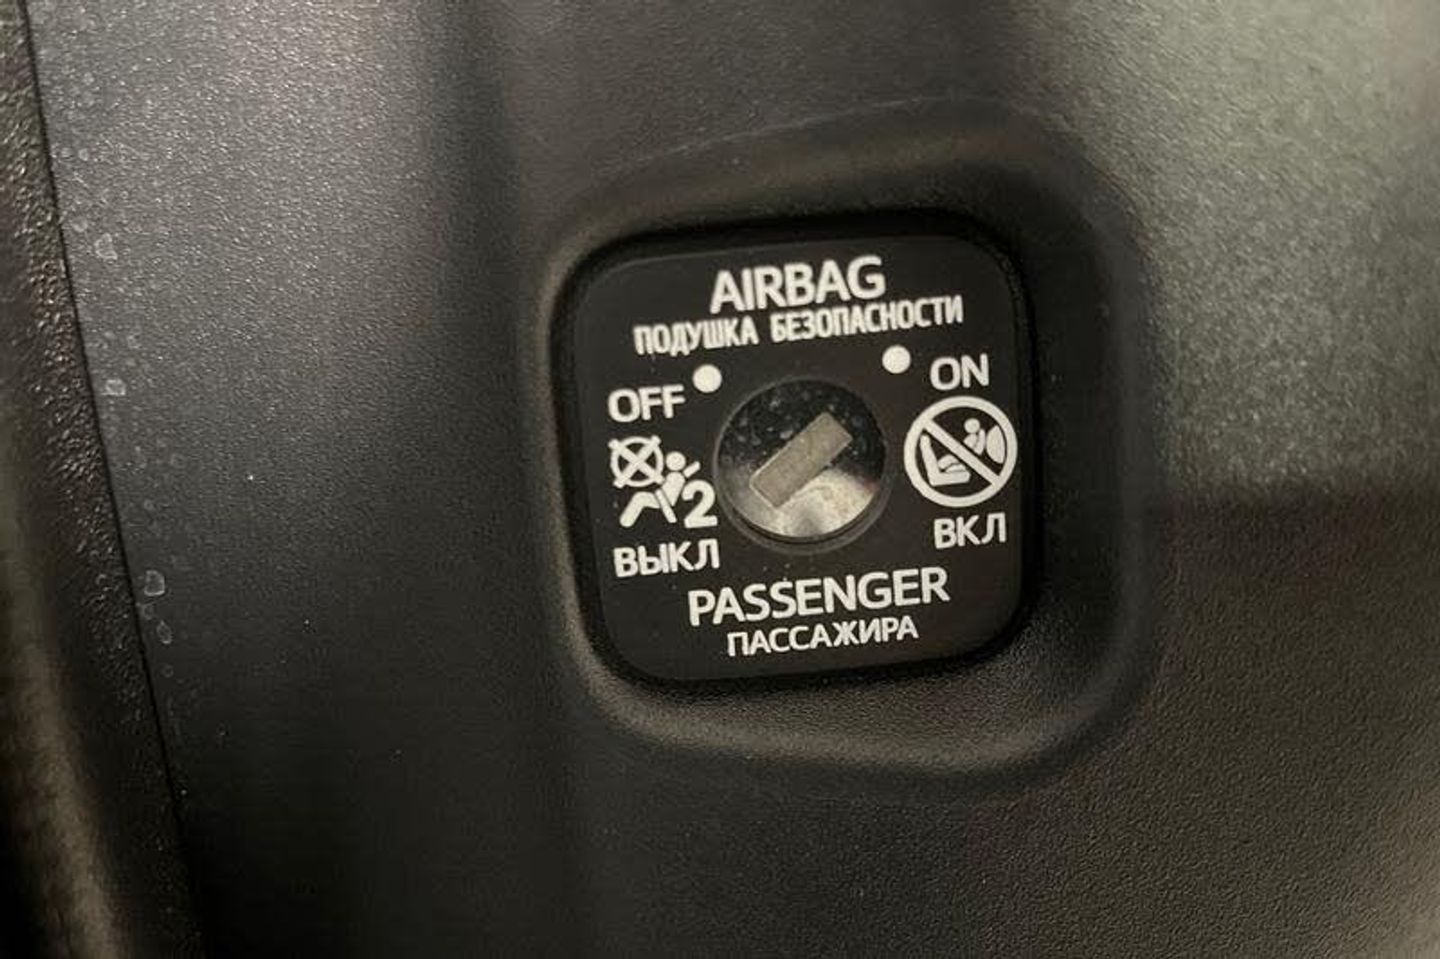 AIRBAG
ПОДУШКА БЕЗОПАСНОСТИ
OFF
ON
2
ВЫКЛ
ВКЛ
PASSENGER
ПАССАЖИРА